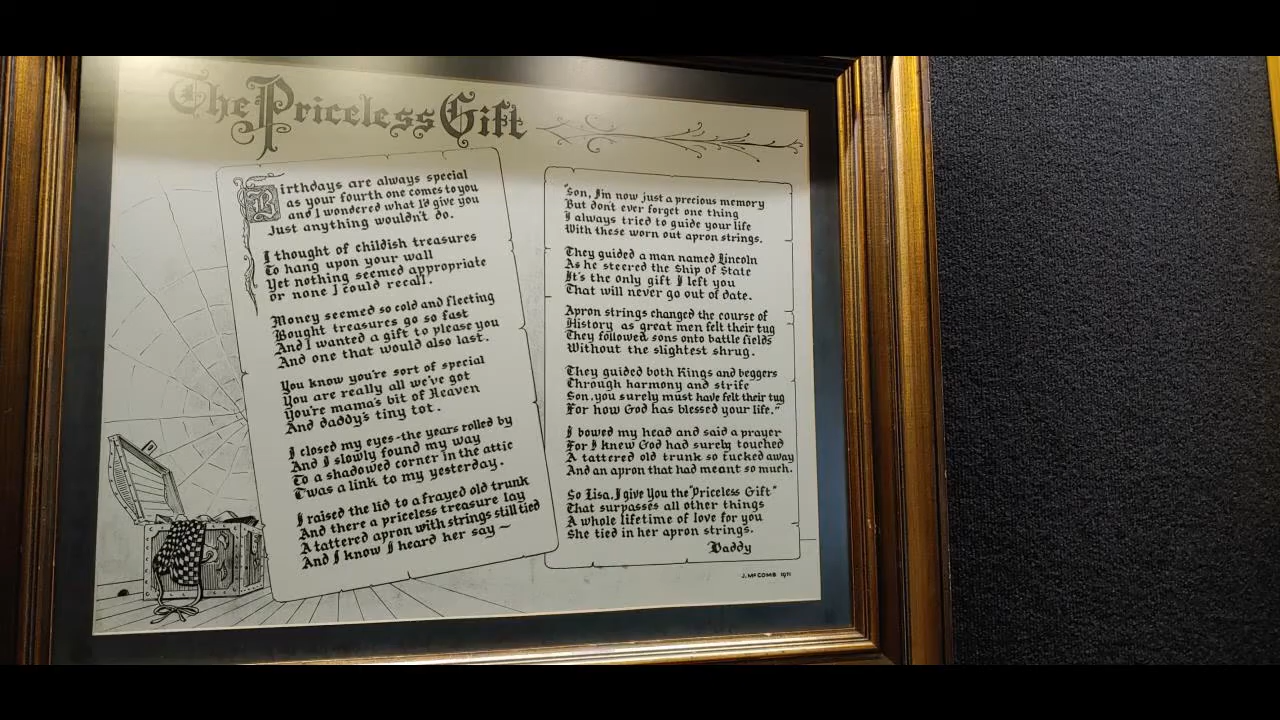 The Priceless Gift
Birthdays are always special
as your fourth one comes to you
and I wondered what I'd give you
Just anything wouldn't do.
I thought of childish treasures
To hang upon your wall
Yet nothing seemed appropriate
or none I could recall.
Money seemed so cold and fleeting
Bought treasures go so fast
And I wanted a gift to please you
And one that would also last.
You know you're sort of special
You are really all we've got
You're mama's bit of Heaven
And daddy's tiny tot.
I closed my eyes-the years rolled by
And I slowly found my way
To a shadowed corner in the attic
T'was a link to my yesterday.
I raised the lid to a frayed old trunk
And there a priceless treasure lay
A tattered apron with strings still tied
And I know I heard her say —
"Son, I'm now just a precious memory
But dont ever forget one thing
I always tried to guide your life
With these worn out apron strings.
They guided a man named Lincoln
As he steered the Ship of State
It's the only gift I left you
That will never go out of date.
Apron strings changed the course of
History as great men felt their tug
They followed sons onto battle fields
Without the slightest shrug.
They guided both Kings and beggers
Through harmony and strife
Son, you surely must have felt their tug
For how God has blessed your life."
I bowed my head and said a prayer
For I knew God had surely touched
A tattered old trunk so tucked away
And an apron that had meant so much.
So Lisa, I give You the "Priceless Gift"
That surpasses all other things
A whole lifetime of love for you
She tied in her apron strings.
Daddy
J. McCOMB 1971